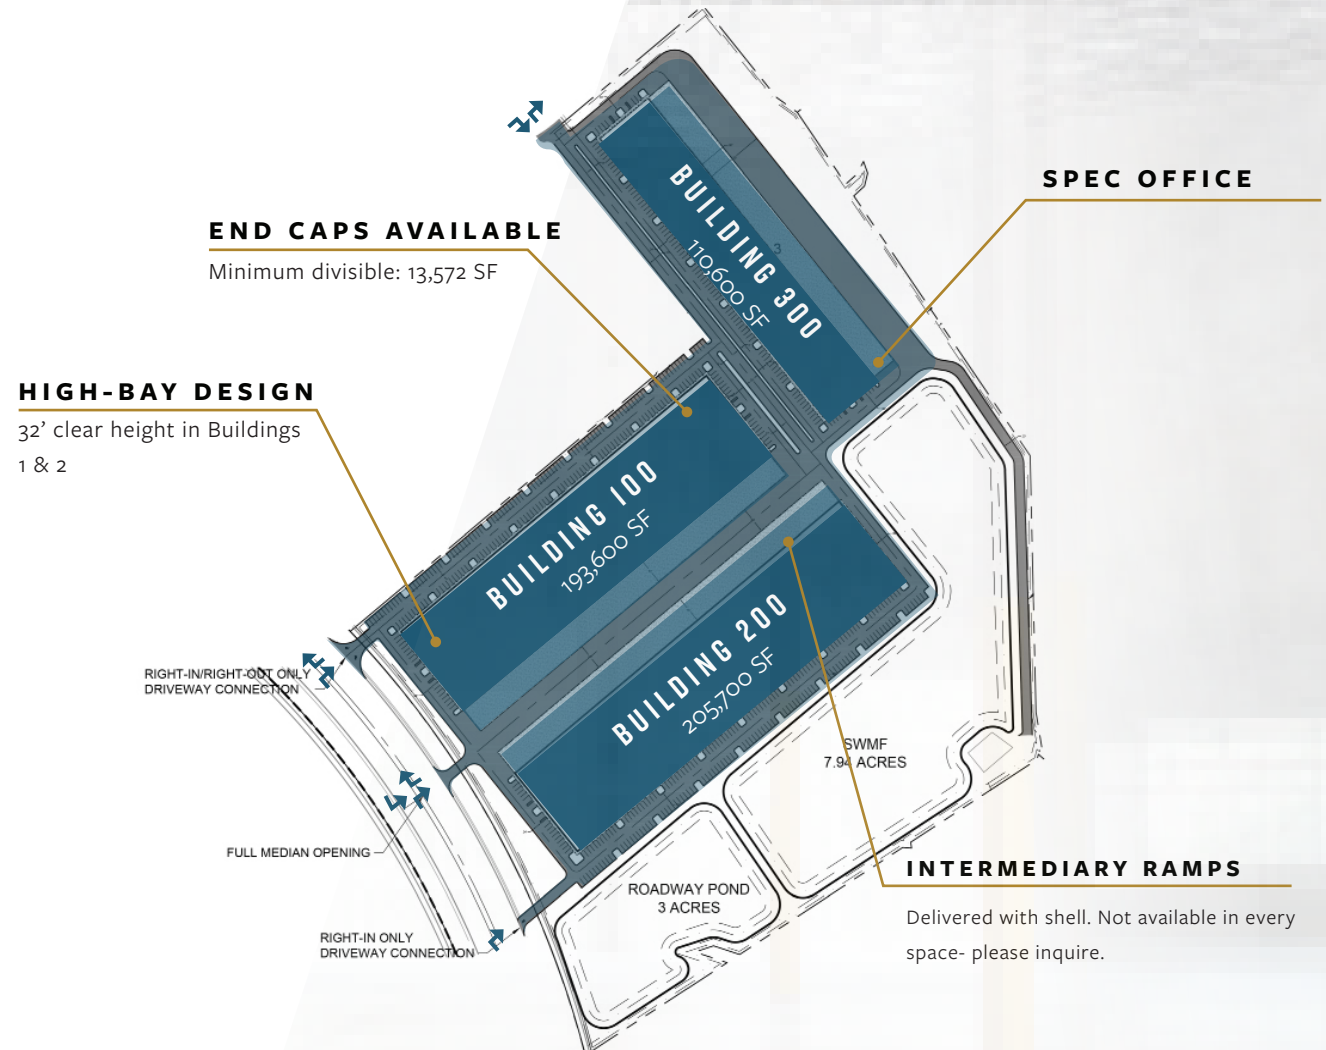 SPEC OFFICE
END CAPS AVAILABLE
Minimum divisible: 13,572 SF
BUILDING 300
110,600 SF
3
HIGH-BAY DESIGN
32’ clear height in Buildings
1 & 2
BUILDING 100
193,600 SF
BUILDING 200
205,700 SF
RIGHT-IN/RIGHT-OUT ONLY
DRIVEWAY CONNECTION
SWMF
7.94 ACRES
FULL MEDIAN OPENING
ROADWAY POND
3 ACRES
RIGHT-IN ONLY
DRIVEWAY CONNECTION
INTERMEDIARY RAMPS
Delivered with shell. Not available in every
space- please inquire.